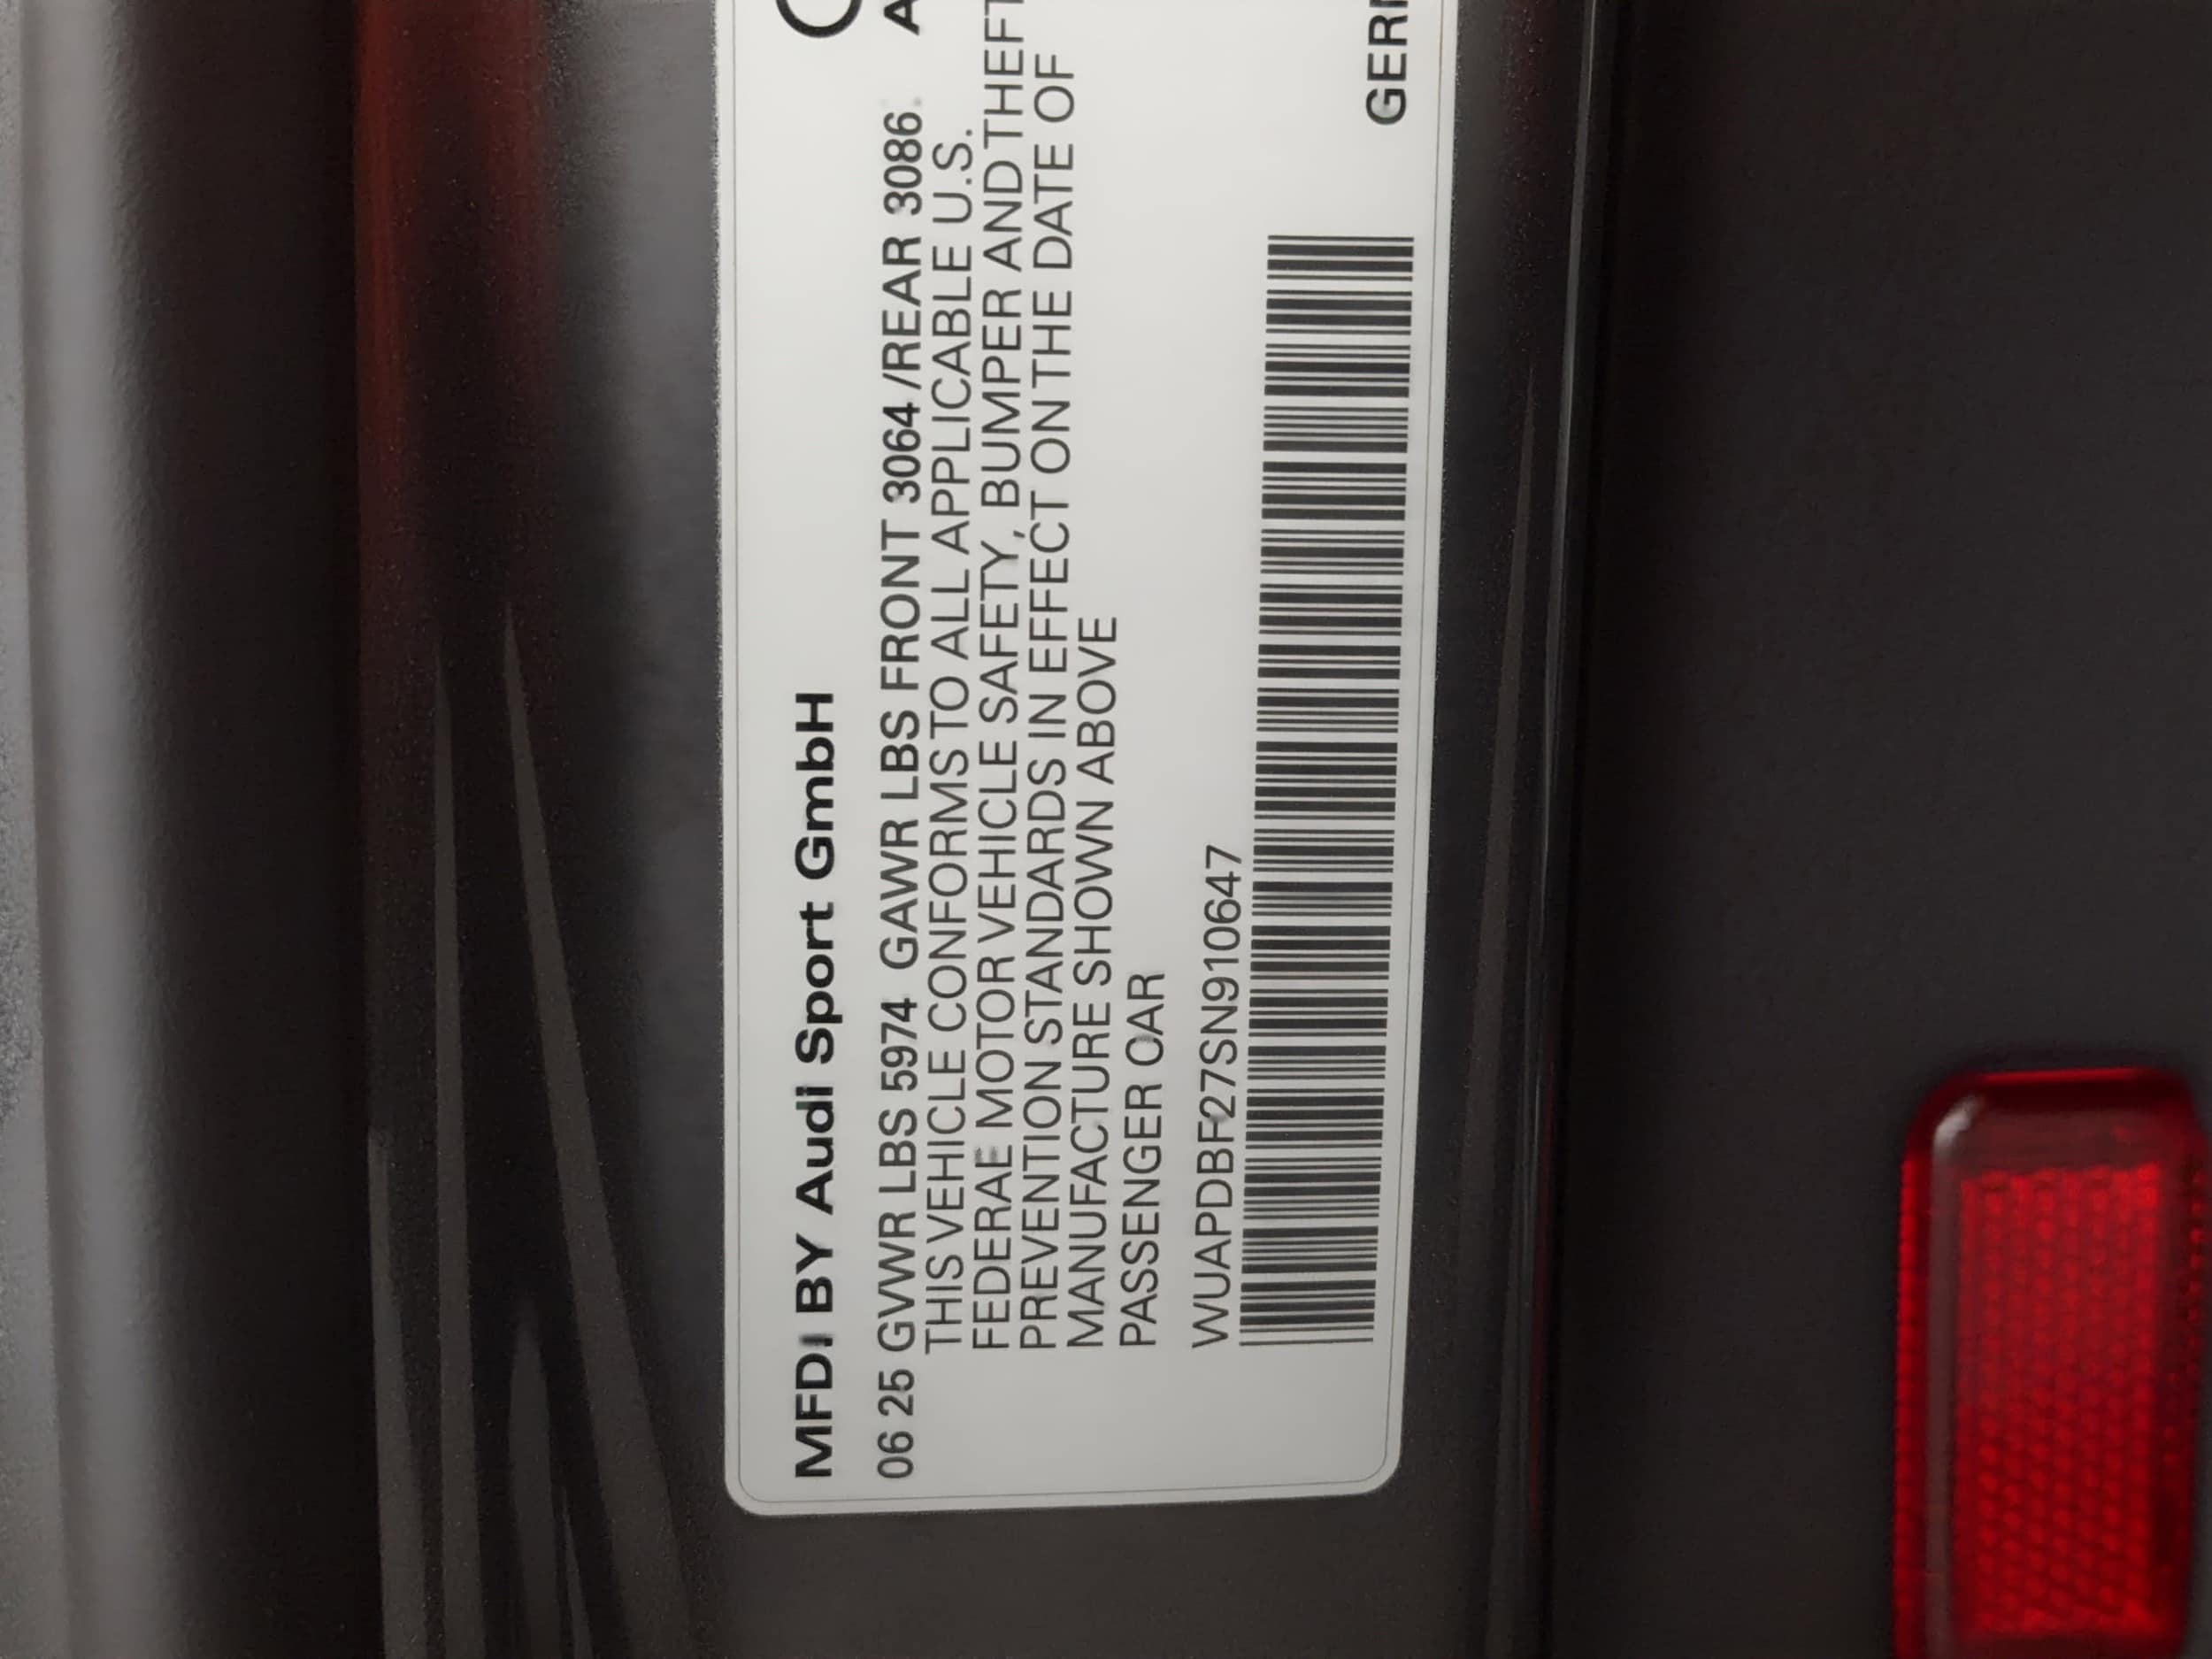 MFDI BY Audi Sport GmbH
06 25 GVWR LBS 5974 GAWR LBS FRONT 3064 /REAR 3086
THIS VEHICLE CONFORMS TO ALL APPLICABLE U.S.
FEDERAE MOTOR VEHICLE SAFETY, BUMPER AND THEFT
PREVENTION STANDARDS IN EFFECT ON THE DATE OF
MANUFACTURE SHOWN ABOVE
PASSENGER OAR
WUAPDBF27SN910647